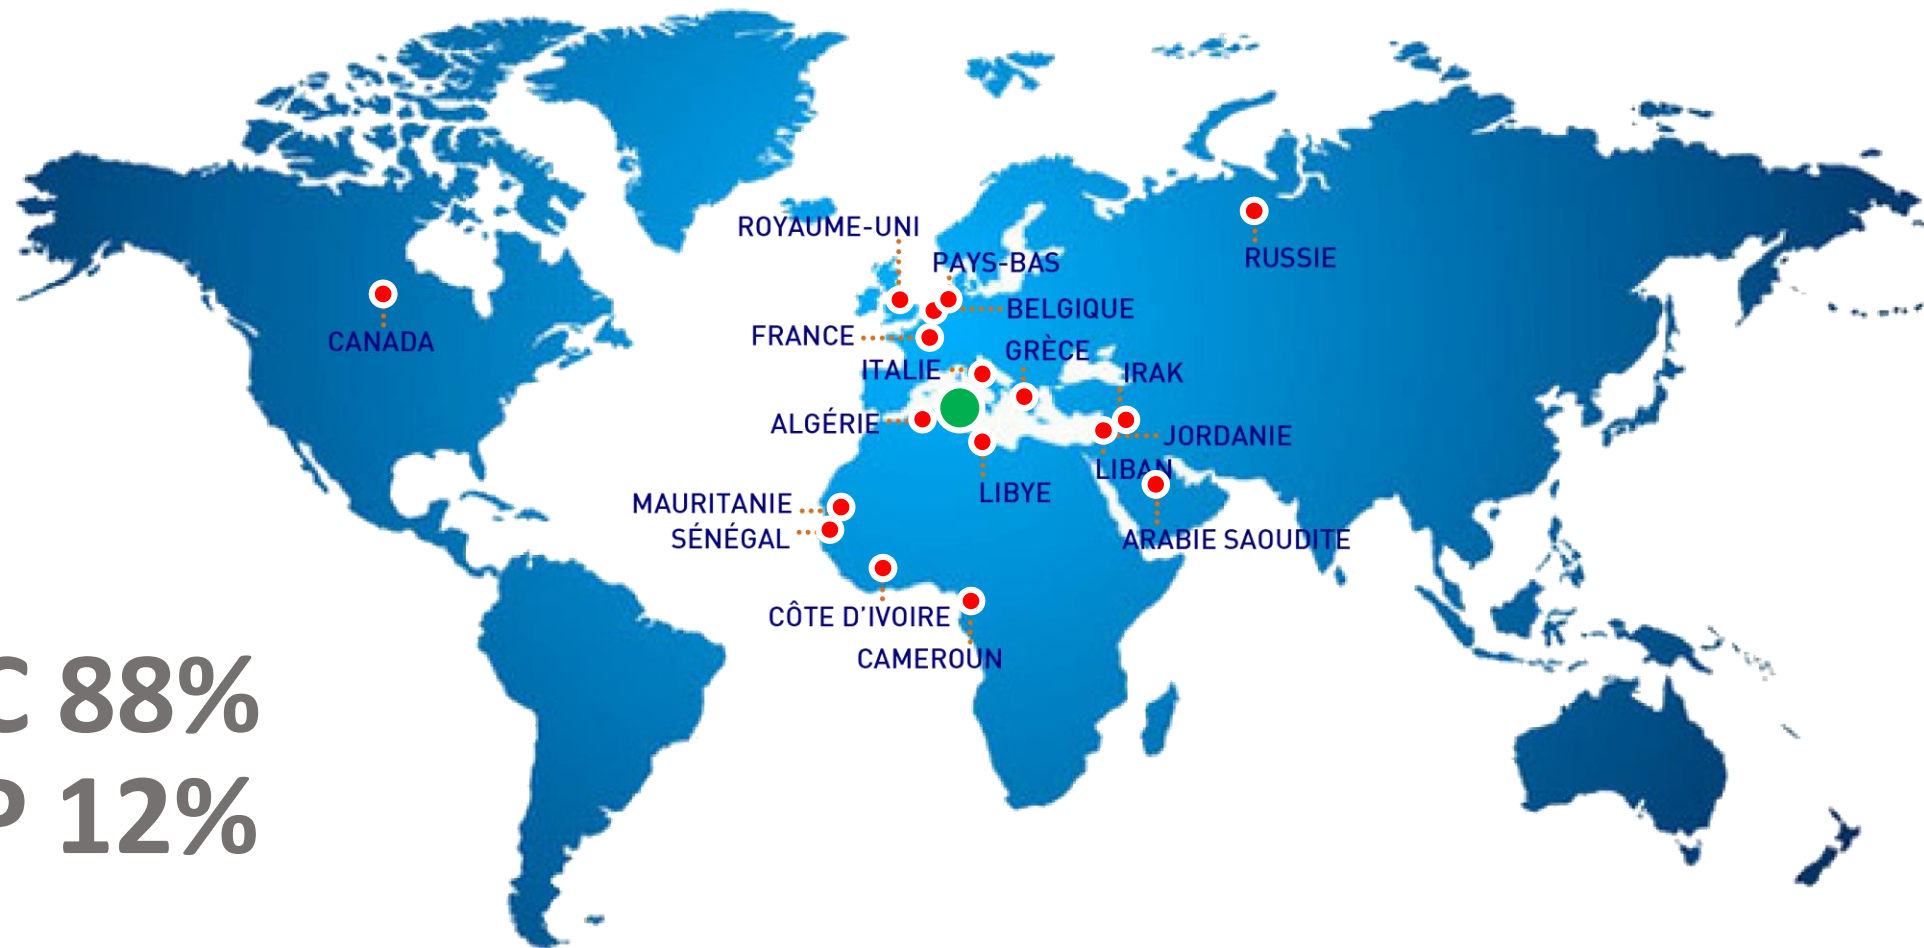 ROYAUME-UNI
PAYS-BAS
RUSSIE
BELGIQUE
CANADA
FRANCE
GRÈCE
ITALIE
IRAK
ALGÉRIE
JORDANIE
LIBAN
LIBYE
MAURITANIE
SÉNÉGAL
ARABIE SAOUDITE
CÔTE D'IVOIRE
CAMEROUN
C 88%
P 12%